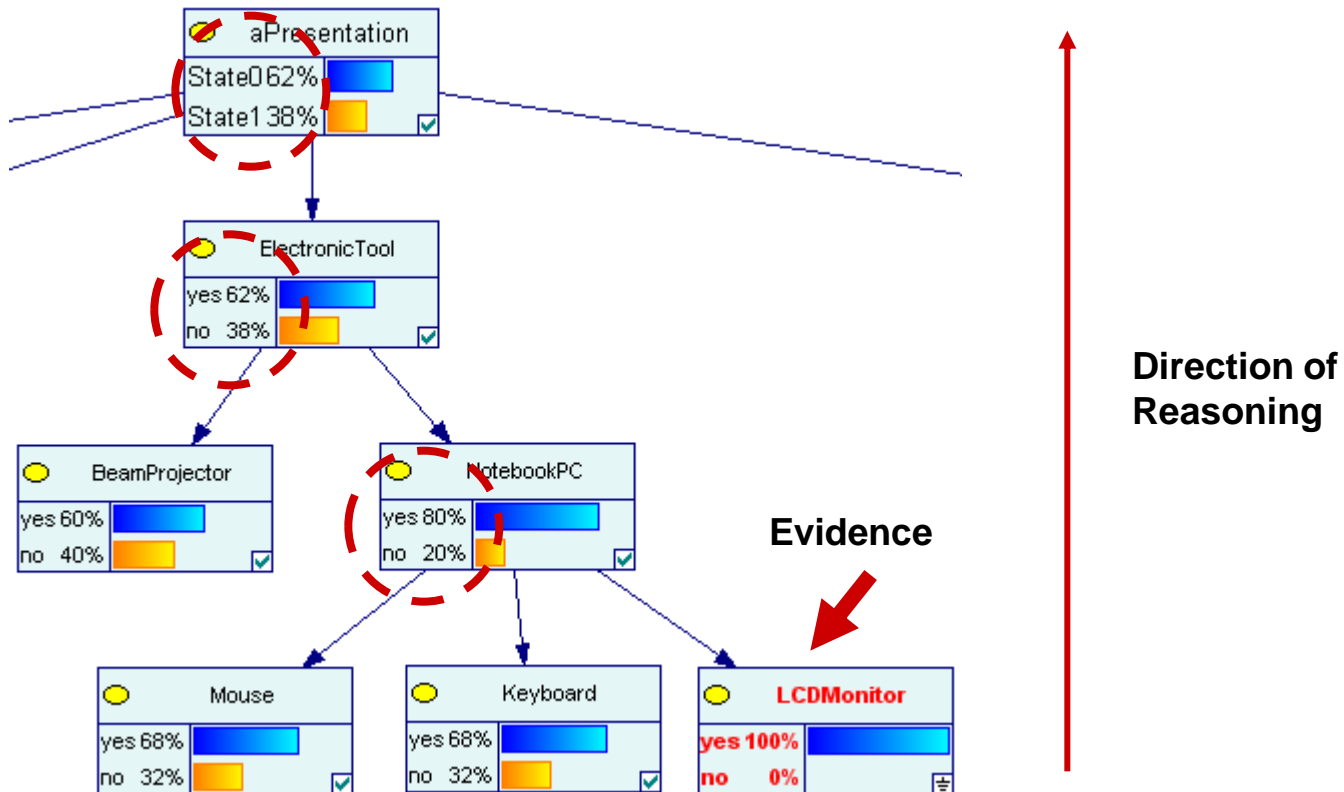 aPresentation
State0 62%
State1 38%
ElectronicTool
yes 62%
no 38%
Direction of
Reasoning
BeamProjector
yes 60%
no 40%
NotebookPC
yes 80%
no 20%
Evidence
Mouse
yes 68%
no 32%
Keyboard
yes 68%
no 32%
LCDMonitor
yes 100%
no 0%